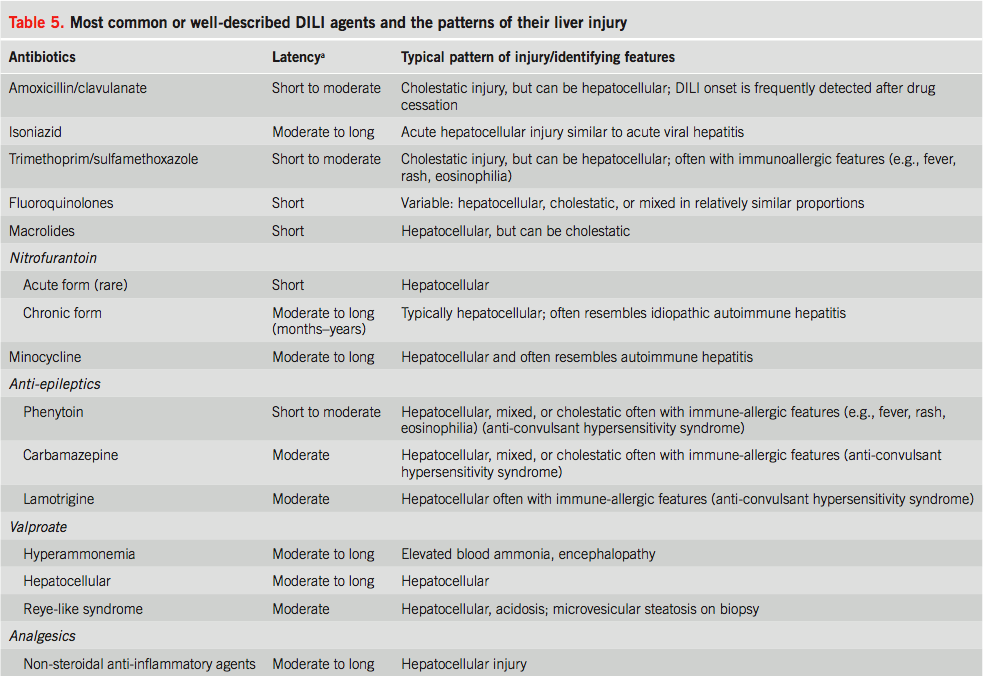 Table 5. Most common or well-described DILI agents and the patterns of their liver injury
Antibiotics Latencyᵃ Typical pattern of injury/identifying features
Amoxicillin/clavulanate Short to moderate Cholestatic injury, but can be hepatocellular; DILI onset is frequently detected after drug
cessation
Isoniazid Moderate to long Acute hepatocellular injury similar to acute viral hepatitis
Trimethoprim/sulfamethoxazole Short to moderate Cholestatic injury, but can be hepatocellular; often with immunoallergic features (e.g., fever,
rash, eosinophilia)
Fluoroquinolones Short Variable: hepatocellular, cholestatic, or mixed in relatively similar proportions
Macrolides Short Hepatocellular, but can be cholestatic
Nitrofurantoin
Acute form (rare) Short Hepatocellular
Chronic form Moderate to long Typically hepatocellular; often resembles idiopathic autoimmune hepatitis
(months–years)
Minocycline Moderate to long Hepatocellular and often resembles autoimmune hepatitis
Anti-epileptics
Phenytoin Short to moderate Hepatocellular, mixed, or cholestatic often with immune-allergic features (e.g., fever, rash,
eosinophilia) (anti-convulsant hypersensitivity syndrome)
Carbamazepine Moderate Hepatocellular, mixed, or cholestatic often with immune-allergic features (anti-convulsant
hypersensitivity syndrome)
Lamotrigine Moderate Hepatocellular often with immune-allergic features (anti-convulsant hypersensitivity syndrome)
Valproate
Hyperammonemia Moderate to long Elevated blood ammonia, encephalopathy
Hepatocellular Moderate to long Hepatocellular
Reye-like syndrome Moderate Hepatocellular, acidosis; microvesicular steatosis on biopsy
Analgesics
Non-steroidal anti-inflammatory agents Moderate to long Hepatocellular injury